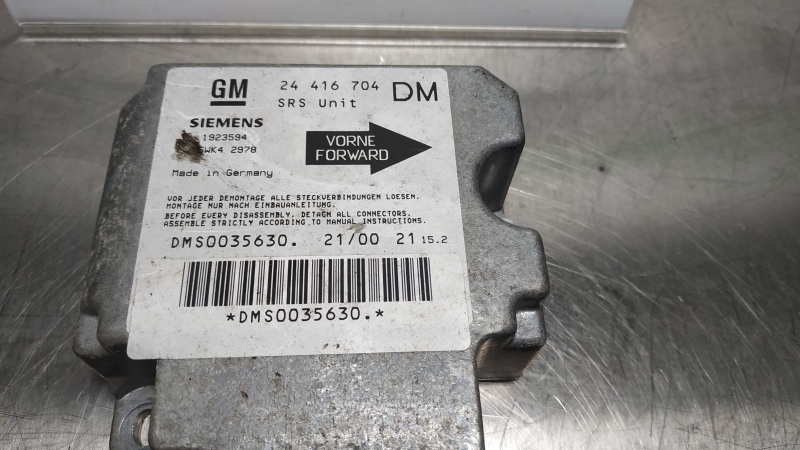 GM 24 416 704 DM
SRS Unit
SIEMENS
1923594
5WK4 2978
VORNE
FORWARD
Made in Germany
VOR JEDER DEMONTAGE ALLE STECKVERBINDUNGEN LOESEN.
MONTAGE NUR NACH EINBAUANLEITUNG.
BEFORE EVERY DISASSEMBLY. DETACH ALL CONNECTORS.
ASSEMBLE STRICTLY ACCORDING TO MANUAL INSTRUCTIONS.
DMS0035630. 21/00 21 15.2
*DMS0035630.*